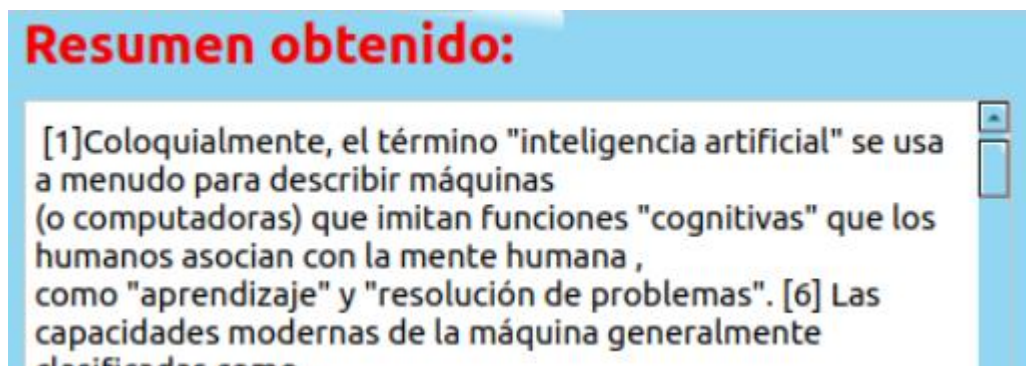 Resumen obtenido:
[1]Coloquialmente, el término "inteligencia artificial" se usa
a menudo para describir máquinas
(o computadoras) que imitan funciones "cognitivas" que los
humanos asocian con la mente humana ,
como "aprendizaje" y "resolución de problemas". [6] Las
capacidades modernas de la máquina generalmente
clasificadas como